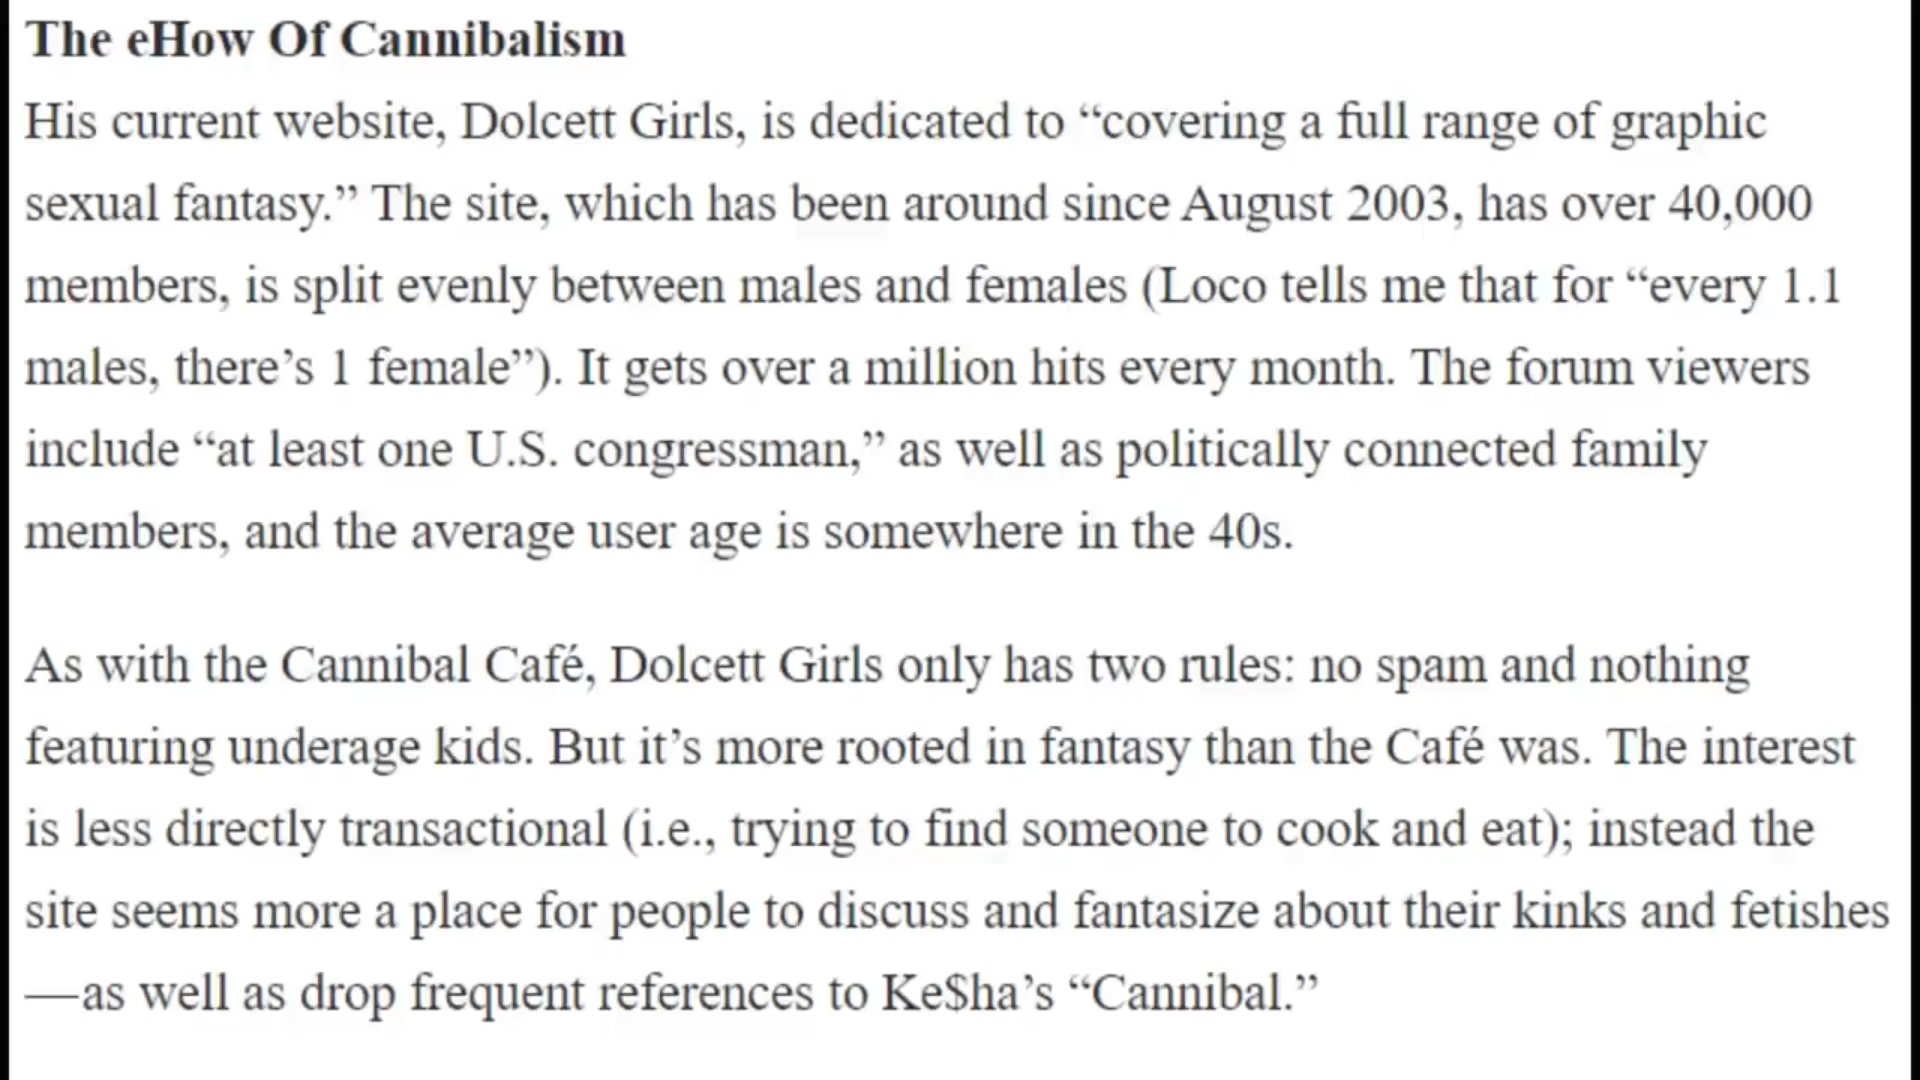 The eHow Of Cannibalism
His current website, Dolcett Girls, is dedicated to “covering a full range of graphic
sexual fantasy.” The site, which has been around since August 2003, has over 40,000
members, is split evenly between males and females (Loco tells me that for “every 1.1
males, there’s 1 female”). It gets over a million hits every month. The forum viewers
include “at least one U.S. congressman,” as well as politically connected family
members, and the average user age is somewhere in the 40s.
As with the Cannibal Café, Dolcett Girls only has two rules: no spam and nothing
featuring underage kids. But it’s more rooted in fantasy than the Café was. The interest
is less directly transactional (i.e., trying to find someone to cook and eat); instead the
site seems more a place for people to discuss and fantasize about their kinks and fetishes
—as well as drop frequent references to Ke$ha’s “Cannibal.”